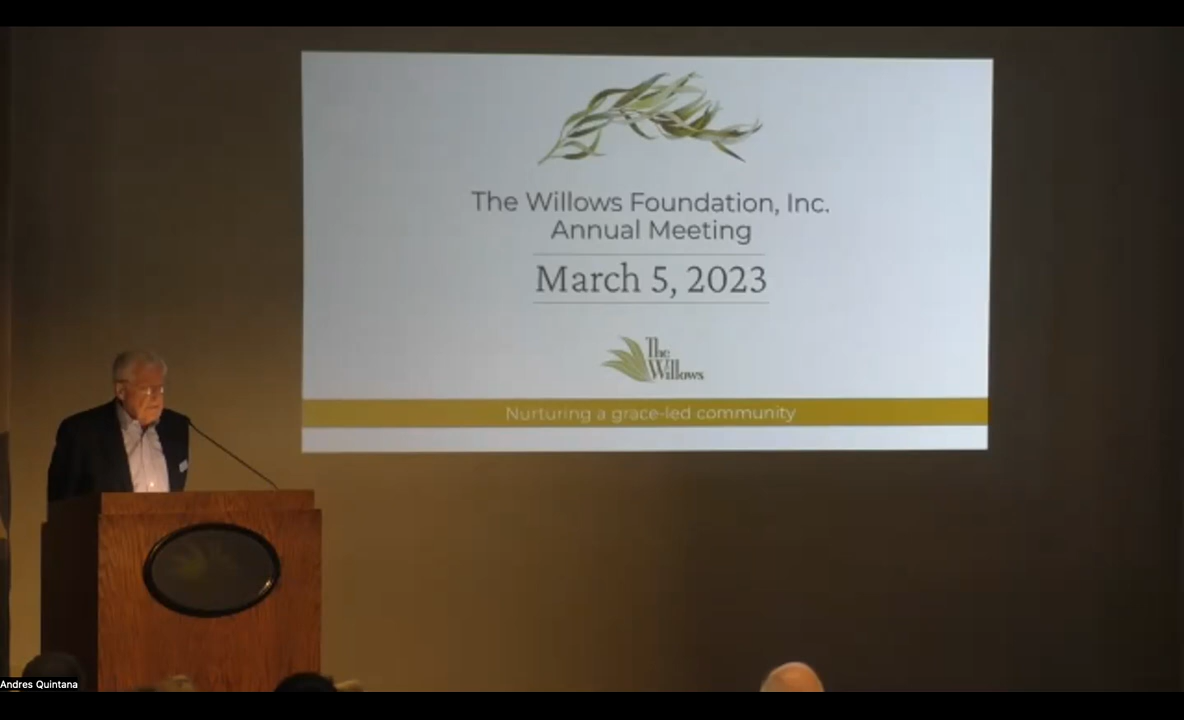 The Willows Foundation, Inc.
Annual Meeting
March 5, 2023
The
Willows
Nurturing a grace-led community
Andres Quintana